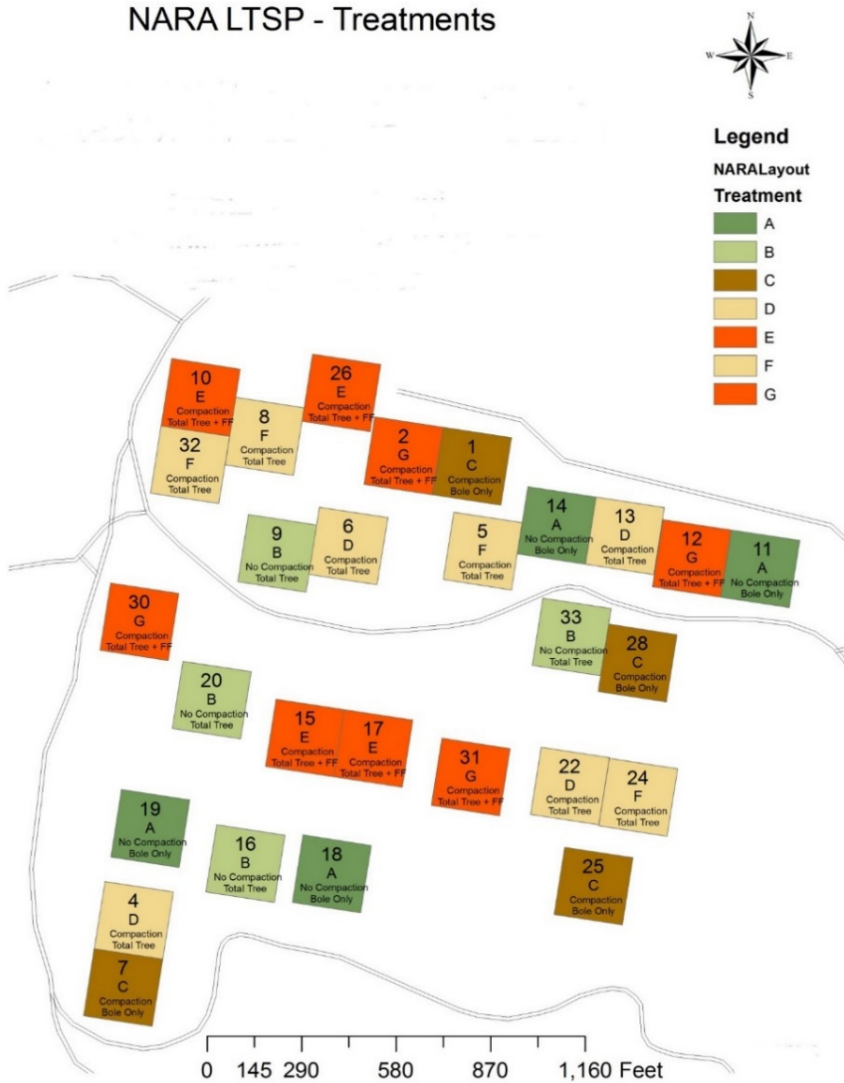 NARA LTSP - Treatments
N
W
E
S
Legend
NARALayout
Treatment
A
B
C
D
E
F
G
10
E
Compaction
Total Tree + FF
26
E
Compaction
Total Tree + FF
8
F
Compaction
Total Tree
32
F
Compaction
Total Tree
2
G
Compaction
Total Tree + FF
1
C
Compaction
Bole Only
9
B
No Compaction
Total Tree
6
D
Compaction
Total Tree
5
F
Compaction
Total Tree
14
A
No Compaction
Bole Only
13
D
Compaction
Total Tree
12
G
Compaction
Total Tree + FF
11
A
No Compaction
Bole Only
30
G
Compaction
Total Tree + FF
33
B
No Compaction
Total Tree
28
C
Compaction
Bole Only
20
B
No Compaction
Total Tree
15
E
Compaction
Total Tree + FF
17
E
Compaction
Total Tree + FF
31
G
Compaction
Total Tree + FF
22
D
Compaction
Total Tree
24
F
Compaction
Total Tree
19
A
No Compaction
Bole Only
16
B
No Compaction
Total Tree
18
A
No Compaction
Bole Only
25
C
Compaction
Bole Only
4
D
Compaction
Total Tree
7
C
Compaction
Bole Only
0 145 290 580 870 1,160 Feet